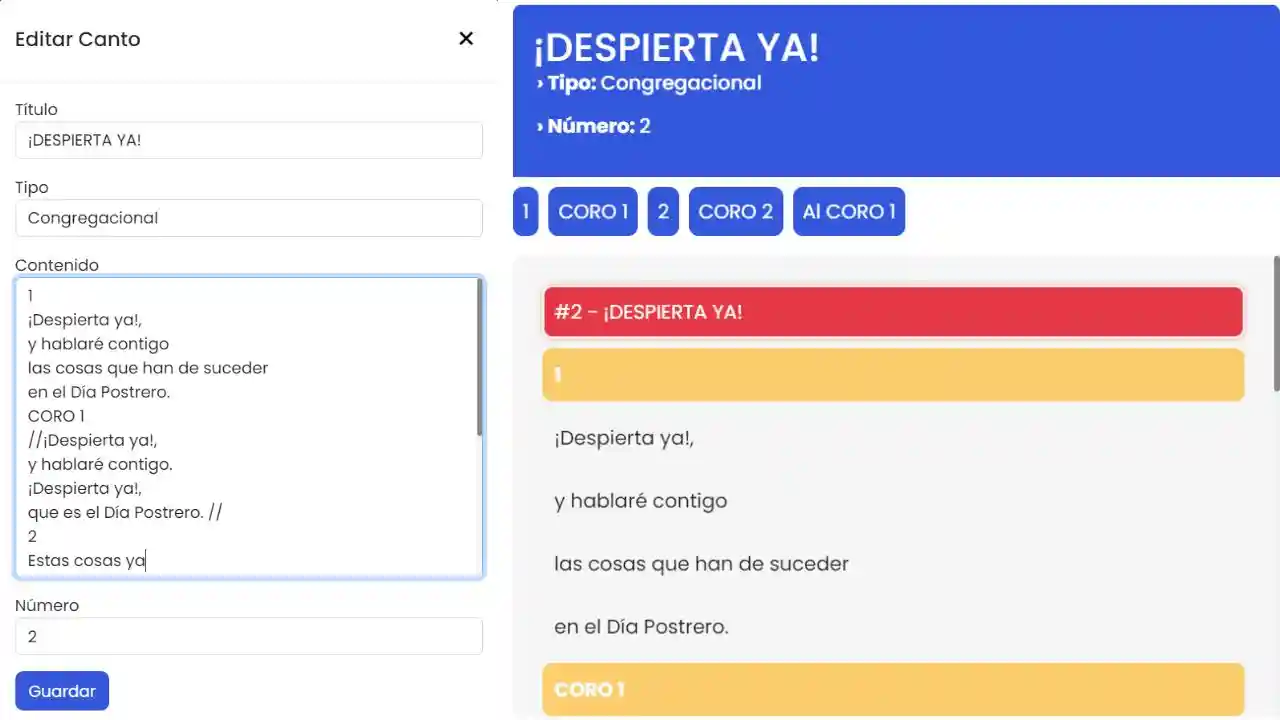 Editar Canto
×
Título
¡DESPIERTA YA!
Tipo
Congregacional
Contenido
1
¡Despierta ya!,
y hablaré contigo
las cosas que han de suceder
en el Día Postrero.
CORO 1
//¡Despierta ya!,
y hablaré contigo.
¡Despierta ya!,
que es el Día Postrero. //
2
Estas cosas ya
Número
2
Guardar
¡DESPIERTA YA!
› Tipo: Congregacional
› Número: 2
1
CORO 1
2
CORO 2
Al CORO 1
#2 - ¡DESPIERTA YA!
1
¡Despierta ya!,
y hablaré contigo
las cosas que han de suceder
en el Día Postrero.
CORO 1